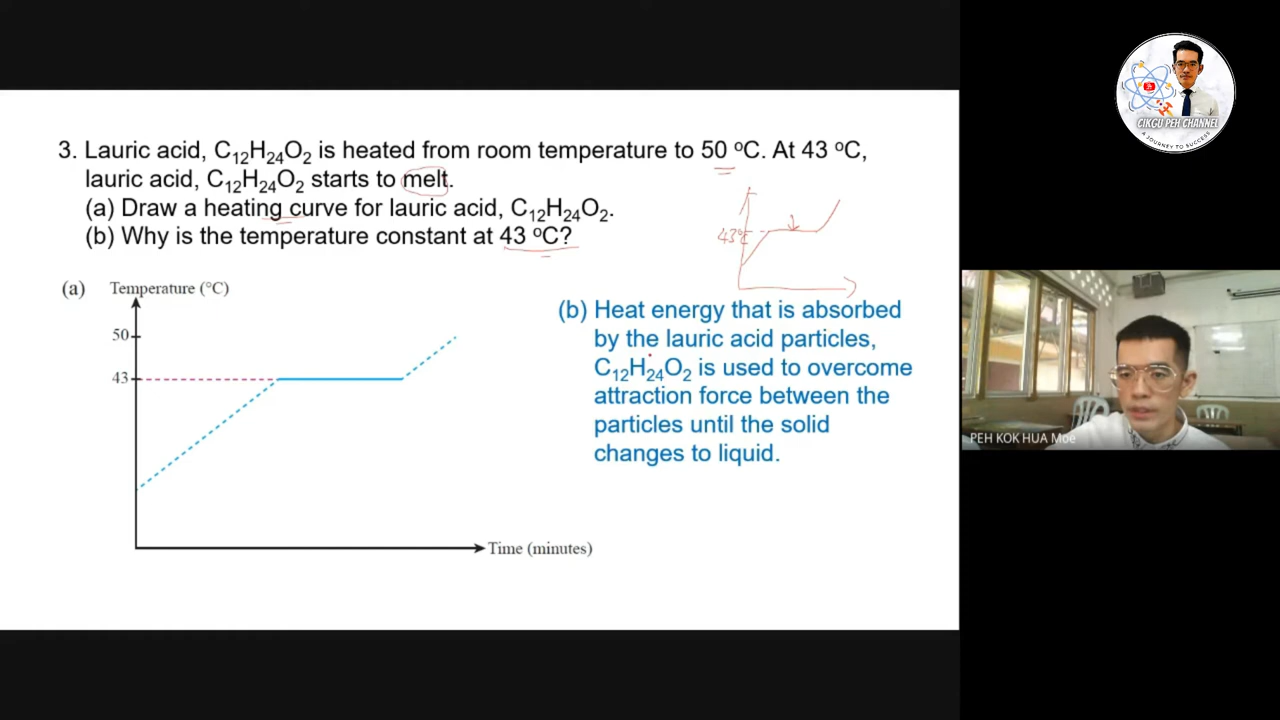 CIKGU PEH CHANNEL
A JOURNEY TO SUCCESS
3. Lauric acid, C₁₂H₂₄O₂ is heated from room temperature to 50 °C. At 43 °C,
lauric acid, C₁₂H₂₄O₂ starts to melt.
(a) Draw a heating curve for lauric acid, C₁₂H₂₄O₂.
(b) Why is the temperature constant at 43 °C?
43°C
(a) Temperature (°C)
50
43
Time (minutes)
(b) Heat energy that is absorbed
by the lauric acid particles,
C₁₂H₂₄O₂ is used to overcome
attraction force between the
particles until the solid
changes to liquid.
PEH KOK HUA Moe